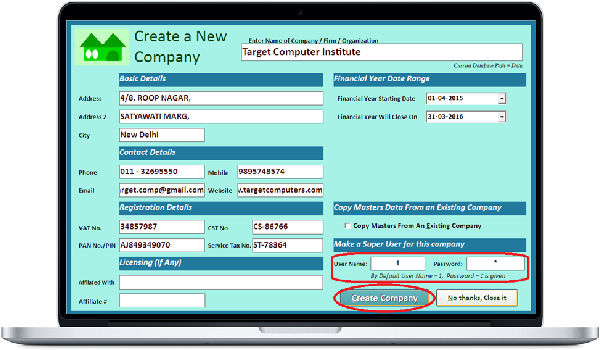 Create a New
Company
Enter Name of Company / Firm / Organization
Target Computer Institute
Current Database Path = Data
Basic Details
Financial Year Date Range
Address 4/8, ROOP NAGAR,
Financial Year Starting Date 01-04-2015
Address 2 SATYAWATI MARG,
Financial Year Will Close On 31-03-2016
City New Delhi
Contact Details
Phone 011 - 32695550 Mobile 9895748574
Email rget.comp@gmail.com Website w.targetcomputers.com
Registration Details
Copy Masters Data From an Existing Company
VAT No. 34857987 CST No CS-86766
Copy Masters From An Existing Company
PAN No./PIN AJ849349070 Service Tax No. ST-78364
Make a Super User for this company
User Name: 1 Password: *
Licensing (If Any)
By Default User Name = 1, Password = 1 is given
Affilated With
Affiliate #
Create Company
No thanks, Close it